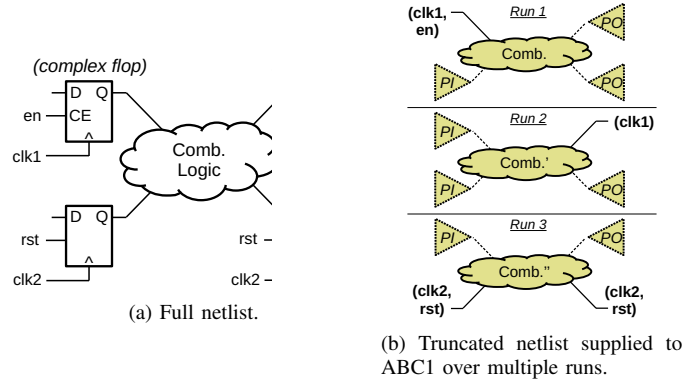 (complex flop)
D Q
en CE
clk1
Comb.
Logic
D Q
rst
clk2
rst
clk2
(a) Full netlist.
Run 1
(clk1,
en)
Comb.
PO
PI
PO
Run 2
PI
(clk1)
Comb.'
PI
PO
Run 3
PI
PO
Comb.''
(clk2,
rst)
(clk2,
rst)
(b) Truncated netlist supplied to
ABC1 over multiple runs.